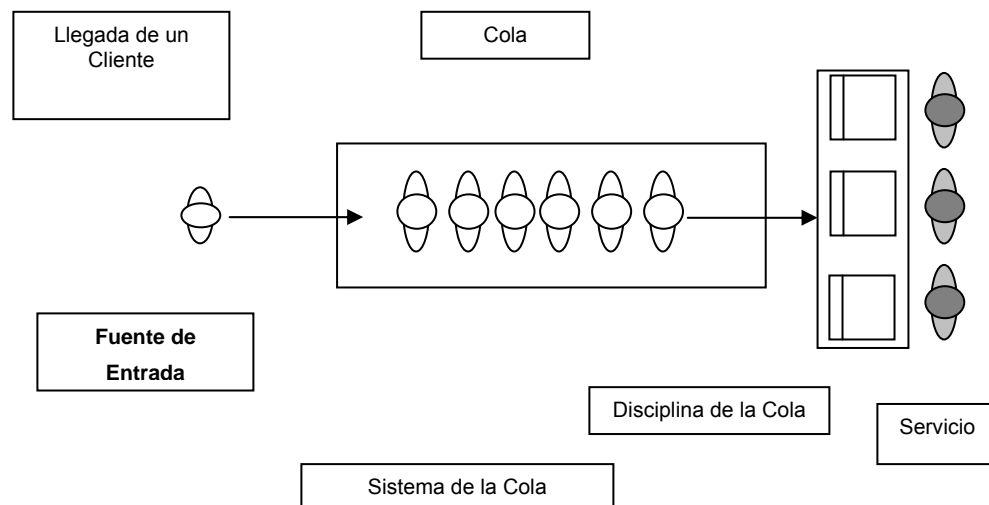 Llegada de un
Cliente
Cola
Fuente de
Entrada
Disciplina de la Cola
Servicio
Sistema de la Cola